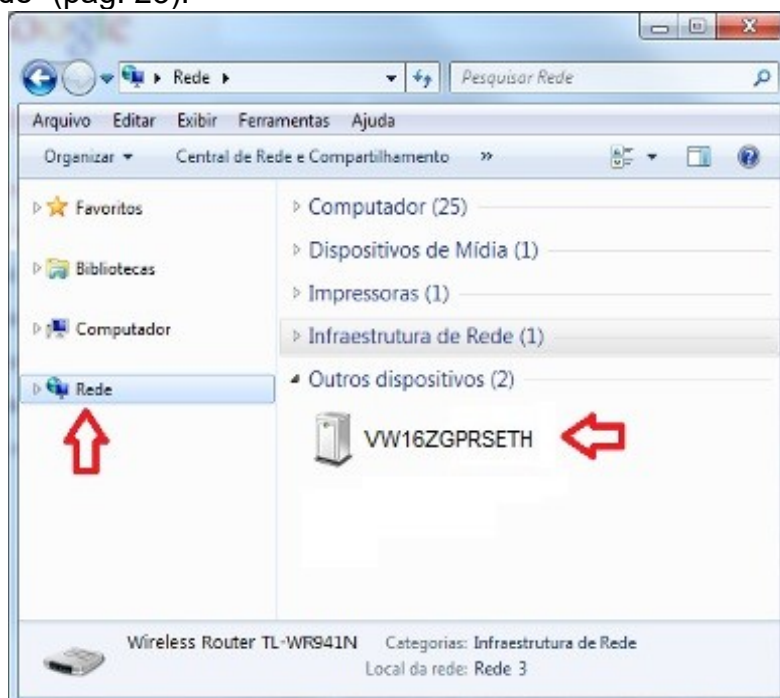 (pág. 26).
Rede
Pesquisar Rede
Arquivo Editar Exibir Ferramentas Ajuda
Organizar Central de Rede e Compartilhamento »
Favoritos
Bibliotecas
Computador
Rede
Computador (25)
Dispositivos de Mídia (1)
Impressoras (1)
Infraestrutura de Rede (1)
Outros dispositivos (2)
VW16ZGPRSETH
Wireless Router TL-WR941N Categorias: Infraestrutura de Rede
Local da rede: Rede 3